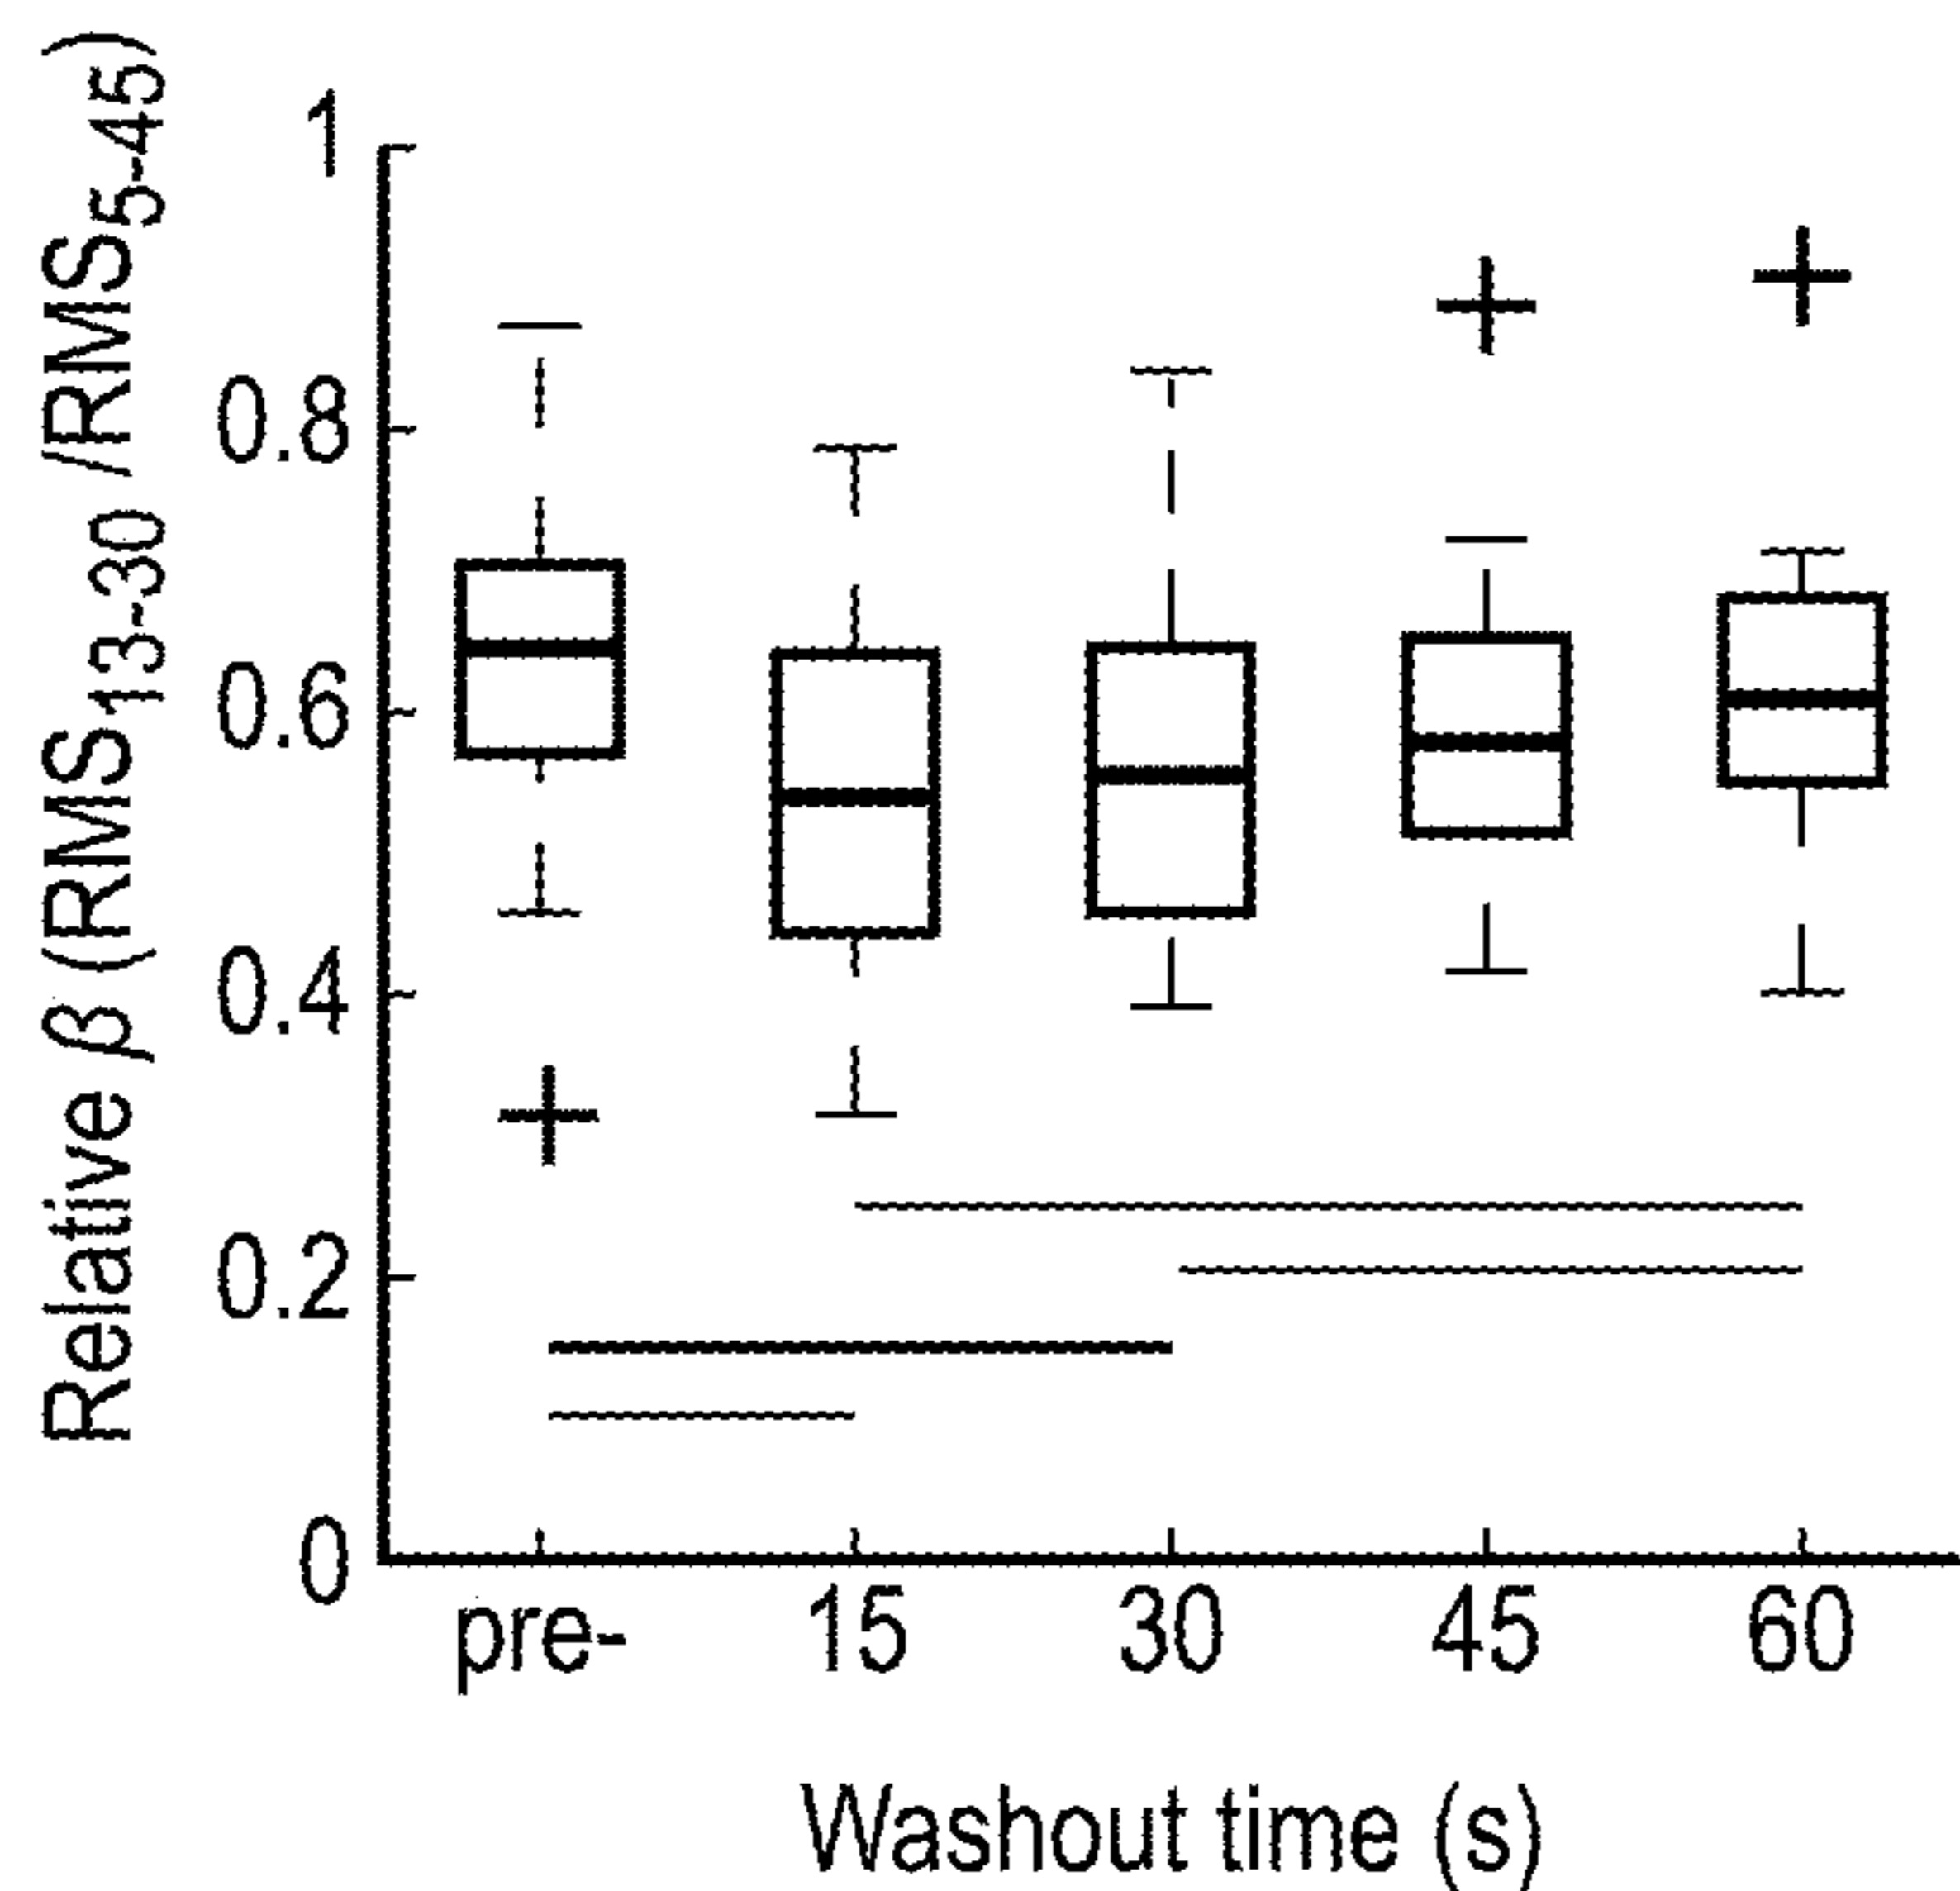 Relative β (RMS13-30 /RMS5-45)
1
0.8
0.6
0.4
0.2
0
pre- 15 30 45 60
Washout time (s)